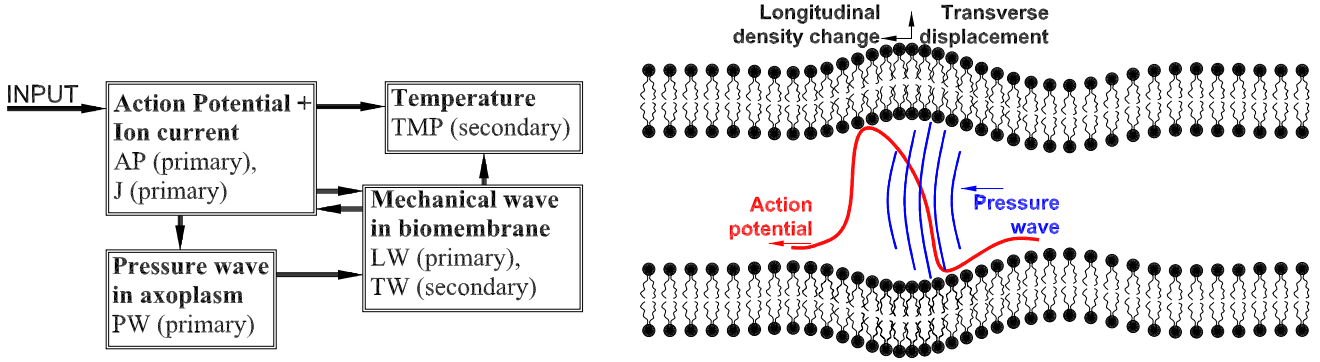 INPUT
Action Potential +
Ion current
AP (primary),
J (primary)
Temperature
TMP (secondary)
Mechanical wave
in biomembrane
LW (primary),
TW (secondary)
Pressure wave
in axoplasm
PW (primary)
Longitudinal
density change
Transverse
displacement
Action
potential
Pressure
wave